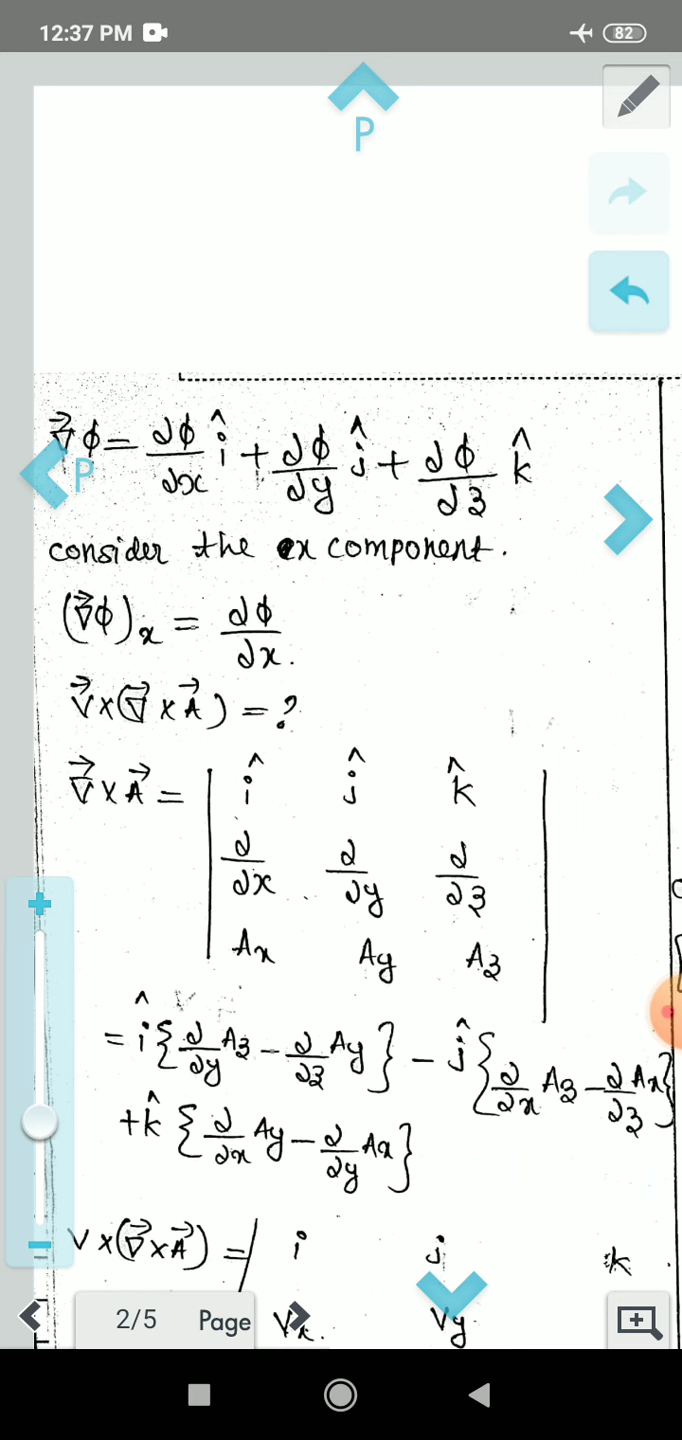 12:37 PM 82
P
∇⃗ϕ = ∂ϕ/∂x î + ∂ϕ/∂y ĵ + ∂ϕ/∂z k̂
P
consider the x component.
(∇⃗ϕ)x = ∂ϕ/∂x.
V⃗×(∇⃗×A⃗) = ?
∇⃗×A⃗ = | î ĵ k̂
∂/∂x ∂/∂y ∂/∂z
Ax Ay Az |
= î{∂/∂y Az − ∂/∂z Ay} − ĵ{∂/∂x Az − ∂Ax/∂z}
+k̂ {∂/∂x Ay − ∂/∂y Ax}
V×(∇⃗×A⃗) = | i j k
2/5 Page Vx. Vy